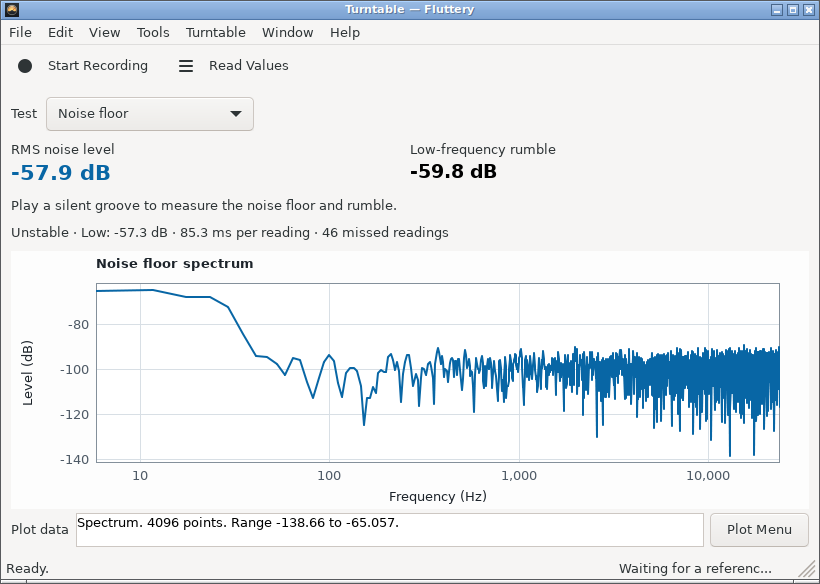 Turntable — Fluttery
File Edit View Tools Turntable Window Help
Start Recording Read Values
Test Noise floor
RMS noise level Low-frequency rumble
-57.9 dB -59.8 dB
Play a silent groove to measure the noise floor and rumble.
Unstable · Low: -57.3 dB · 85.3 ms per reading · 46 missed readings
Noise floor spectrum
Level (dB)
-80
-100
-120
-140
10 100 1,000 10,000
Frequency (Hz)
Plot data Spectrum. 4096 points. Range -138.66 to -65.057. Plot Menu
Ready. Waiting for a referenc...